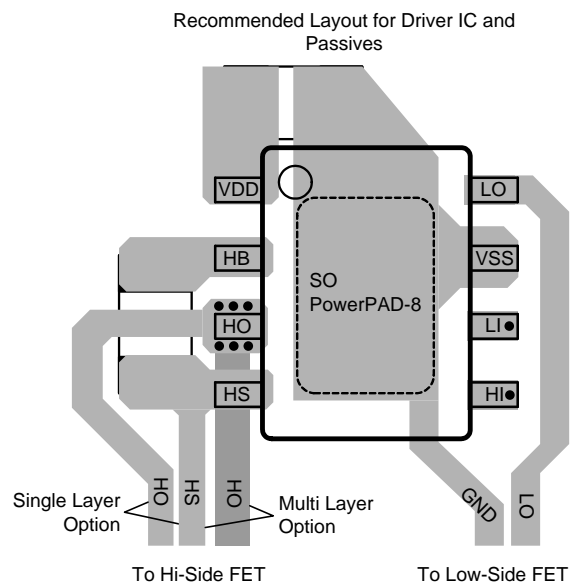 Recommended Layout for Driver IC and
Passives
VDD
LO
HB
VSS
SO
PowerPAD-8
HO
LI
HS
HI
HO
HS
HO
GND
LO
Single Layer
Option
Multi Layer
Option
To Hi-Side FET
To Low-Side FET